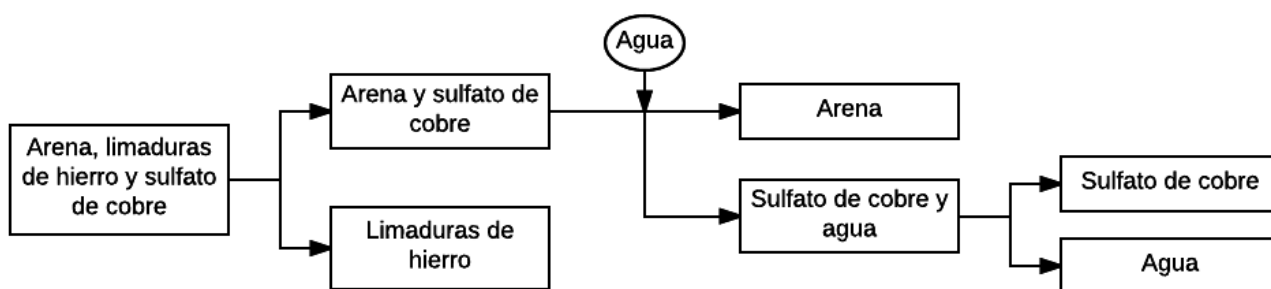 Arena, limaduras
de hierro y sulfato
de cobre
Arena y sulfato de
cobre
Limaduras de
hierro
Agua
Arena
Sulfato de cobre y
agua
Sulfato de cobre
Agua